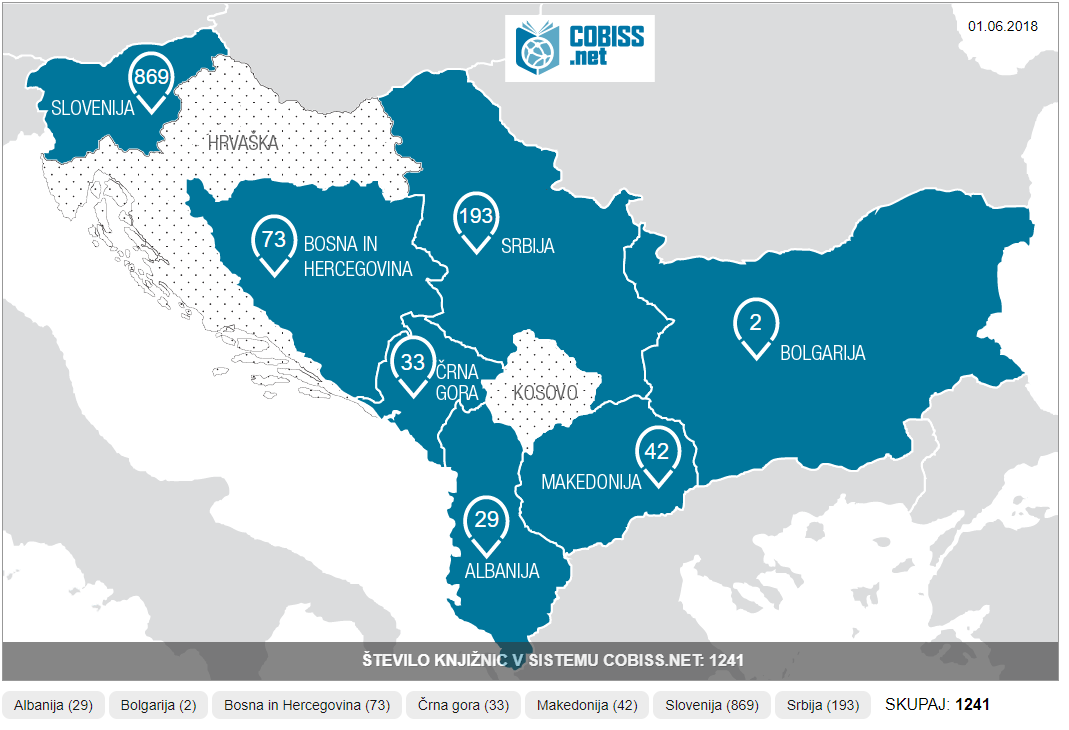 COBISS
.net
01.06.2018
869
SLOVENIJA
HRVAŠKA
193
SRBIJA
73
BOSNA IN
HERCEGOVINA
2
BOLGARIJA
33
ČRNA
GORA
KOSOVO
42
MAKEDONIJA
29
ALBANIJA
ŠTEVILO KNJIŽNIC V SISTEMU COBISS.NET: 1241
Albanija (29) Bolgarija (2) Bosna in Hercegovina (73) Črna gora (33) Makedonija (42) Slovenija (869) Srbija (193) SKUPAJ: 1241